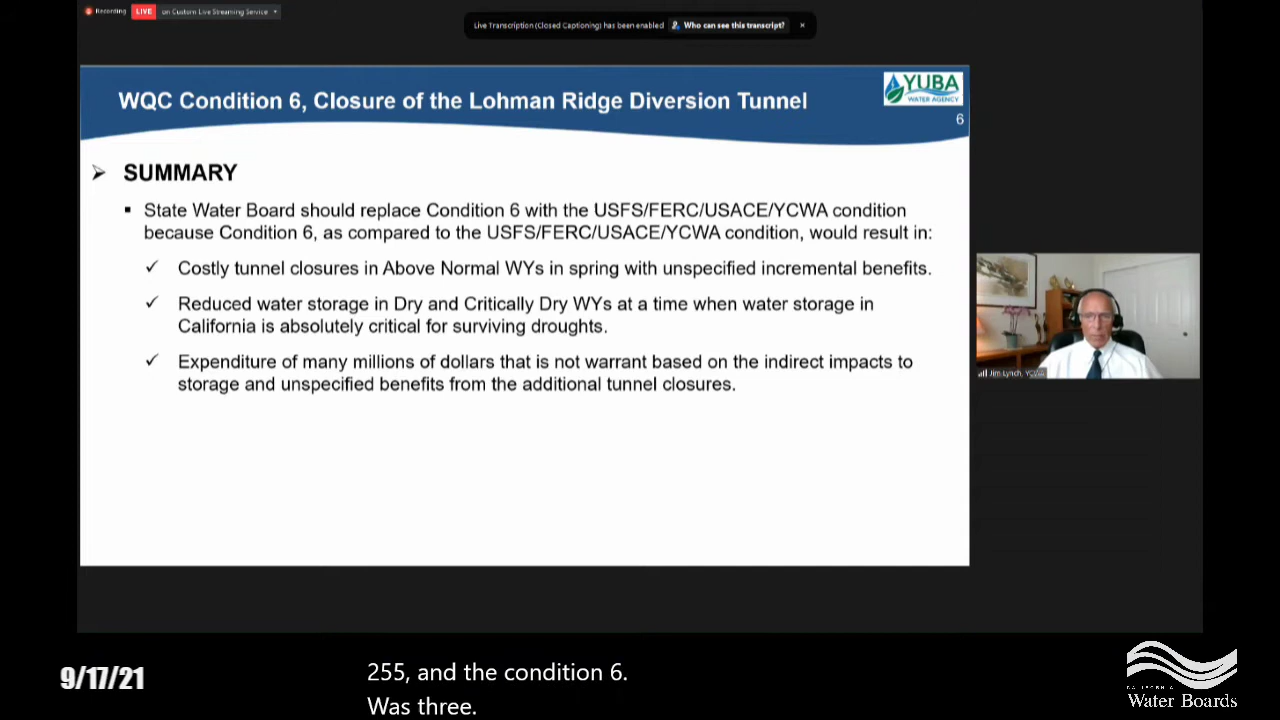 Recording
LIVE
on Custom Live Streaming Service
Live Transcription (Closed Captioning) has been enabled
Who can see this transcript?
WQC Condition 6, Closure of the Lohman Ridge Diversion Tunnel
YUBA
WATER AGENCY
6
SUMMARY
State Water Board should replace Condition 6 with the USFS/FERC/USACE/YCWA condition
because Condition 6, as compared to the USFS/FERC/USACE/YCWA condition, would result in:
Costly tunnel closures in Above Normal WYs in spring with unspecified incremental benefits.
Reduced water storage in Dry and Critically Dry WYs at a time when water storage in
California is absolutely critical for surviving droughts.
Expenditure of many millions of dollars that is not warrant based on the indirect impacts to
storage and unspecified benefits from the additional tunnel closures.
Jim Lynch, YCWA
9/17/21
255, and the condition 6.
Was three.
CALIFORNIA
Water Boards